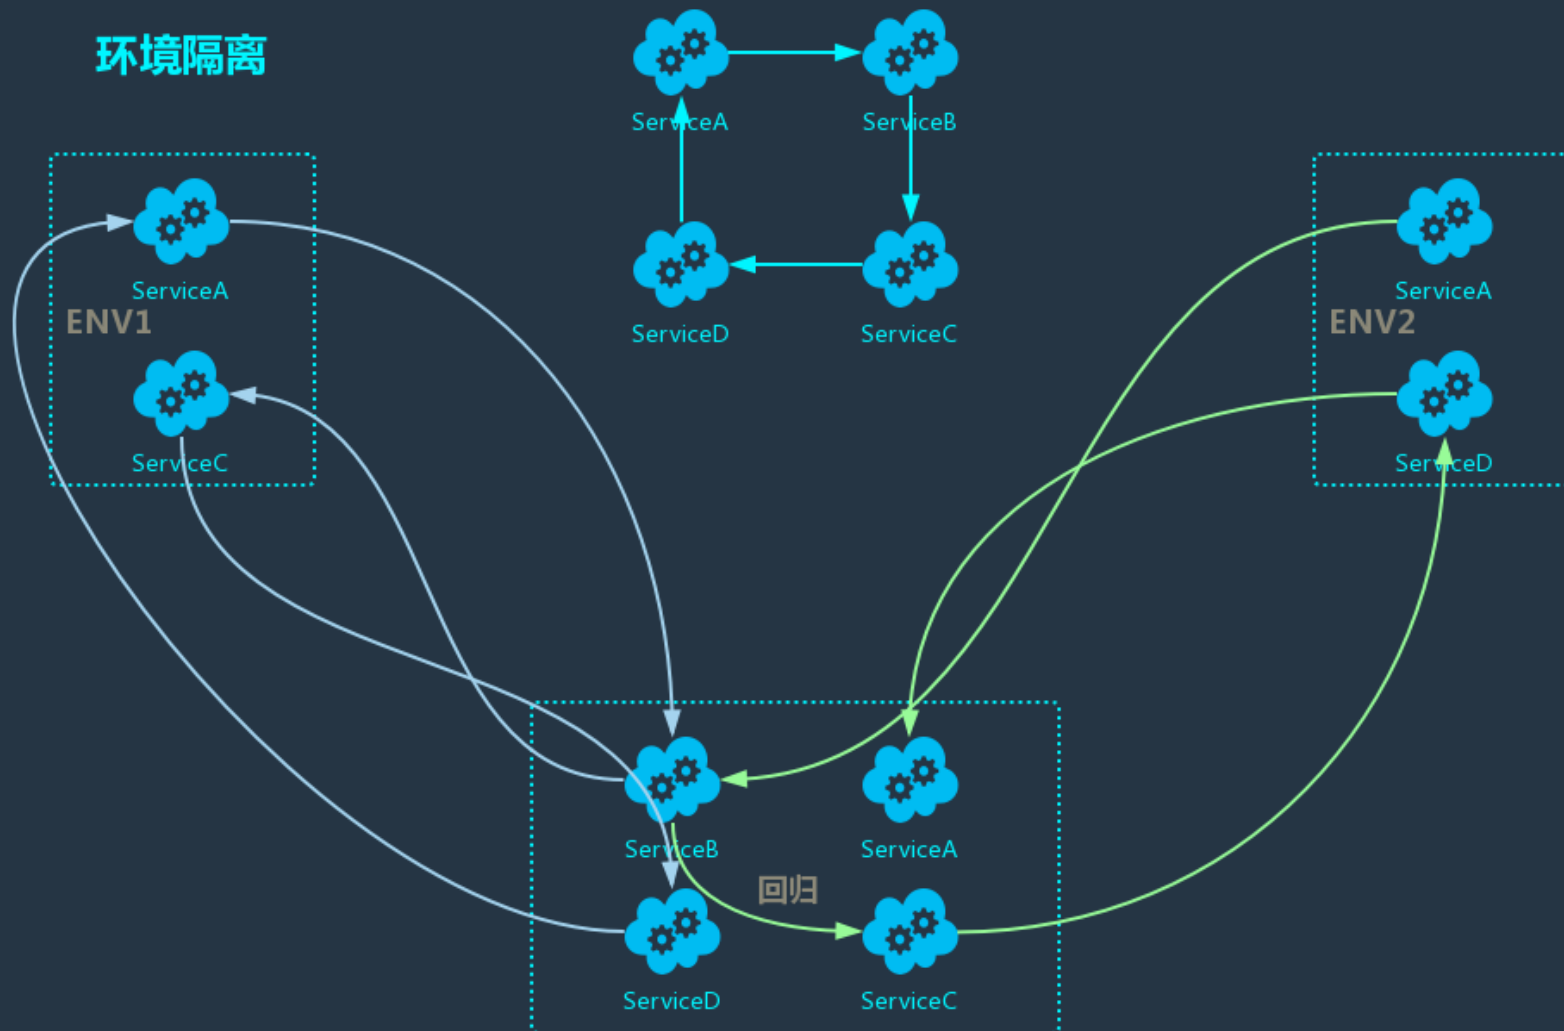 环境隔离
ServiceA
ServiceB
ServiceD
ServiceC
ServiceA
ENV1
ServiceC
ServiceA
ENV2
ServiceD
ServiceB
ServiceA
回归
ServiceD
ServiceC